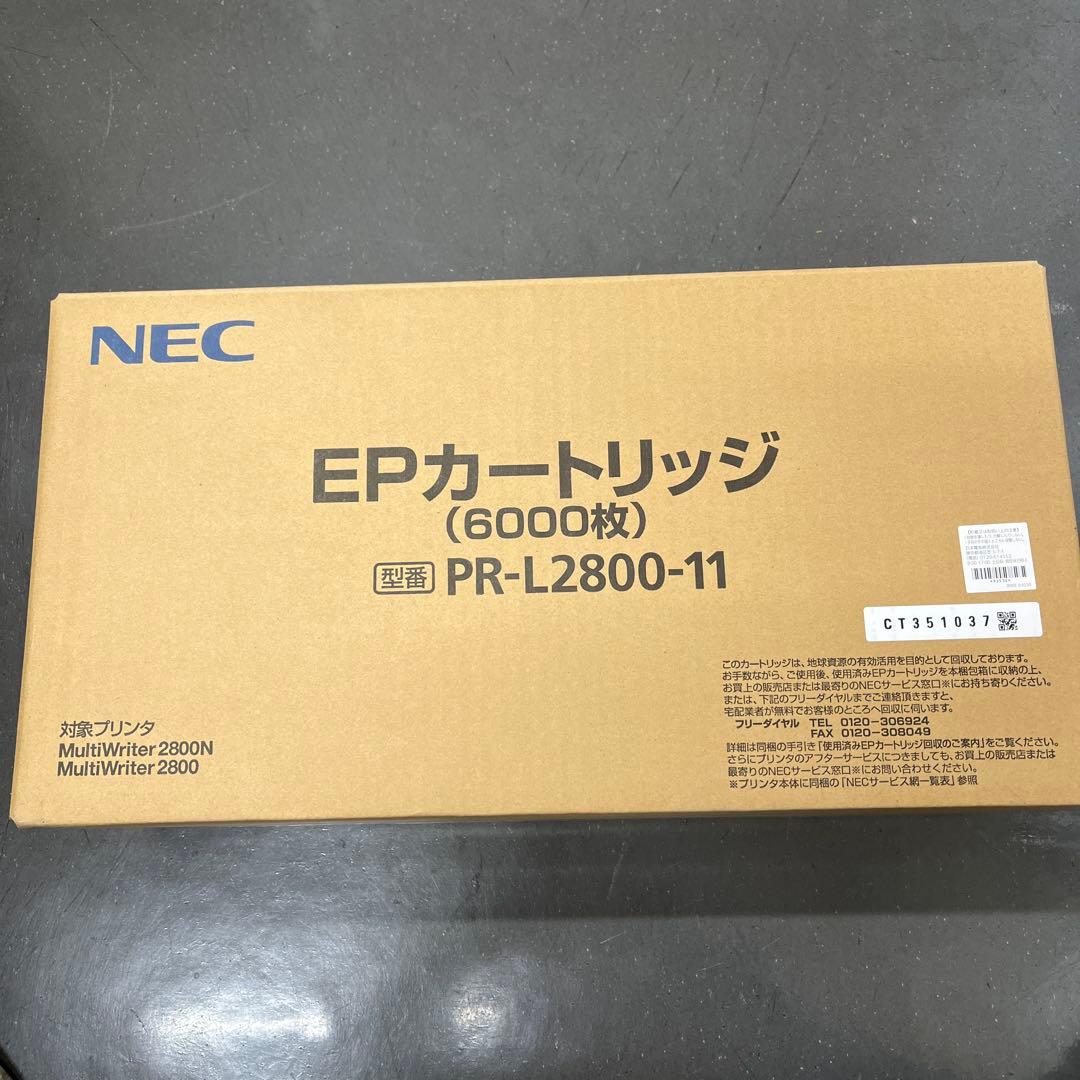 NEC
EPカートリッジ
(6000枚)
型番 PR-L2800-11
日本電気株式会社
CT351037
このカートリッジは、地球資源の有効活用を目的として回収しております。
お手数ながら、ご使用後、使用済みEPカートリッジを本梱包箱に収納の上、
お買上の販売店または最寄りのNECサービス窓口※にお持ち寄りください。
または、下記のフリーダイヤルまでご連絡頂きますと、
宅配業者が無料でお客様のところへ回収に伺います。
フリーダイヤル TEL 0120-306924
FAX 0120-308049
詳細は同梱の手引き「使用済みEPカートリッジ回収のご案内」をご覧ください。
さらにプリンタのアフターサービスにつきましても、お買上の販売店または
最寄りのNECサービス窓口※にお問い合わせください。
※プリンタ本体に同梱の「NECサービス網一覧表」参照
対象プリンタ
MultiWriter 2800N
MultiWriter 2800